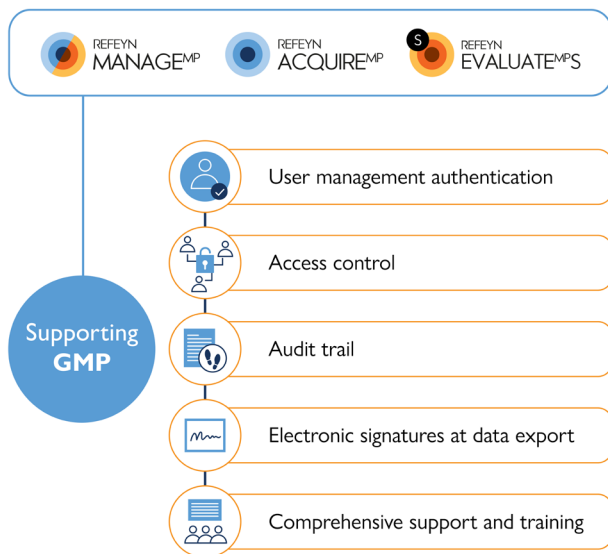 REFEYN
MANAGEMP
REFEYN
ACQUIREMP
S
REFEYN
EVALUATEMPS
User management authentication
Access control
Supporting
GMP
Audit trail
Electronic signatures at data export
Comprehensive support and training